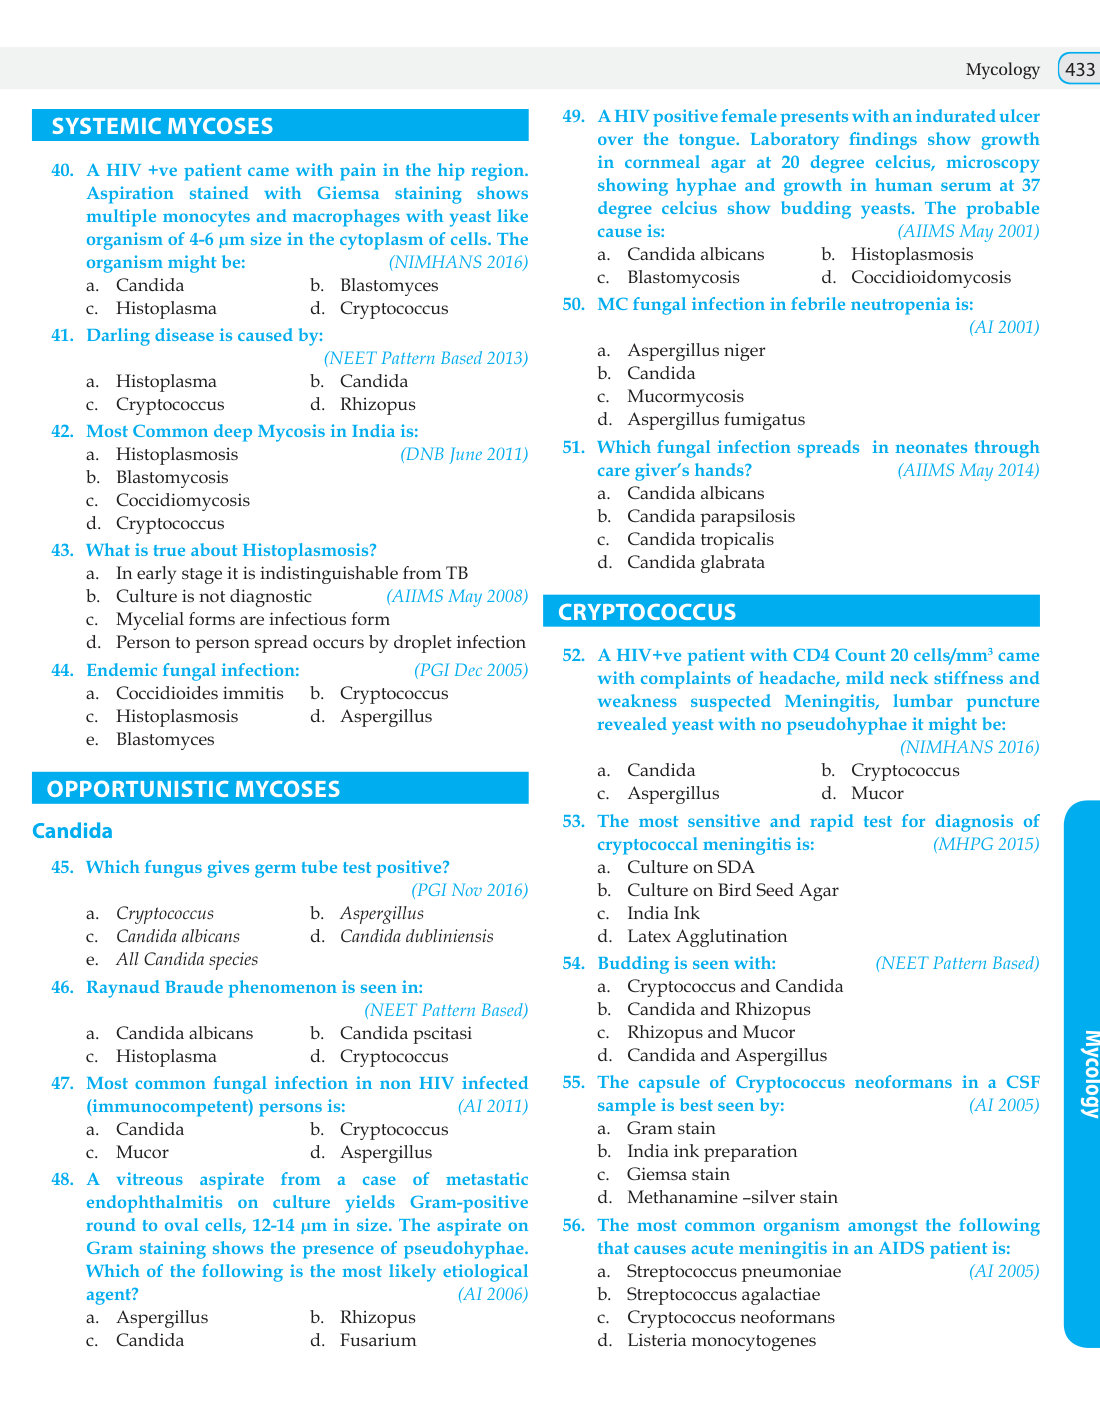 Mycology 433
SYSTEMIC MYCOSES
40. A HIV +ve patient came with pain in the hip region.
Aspiration stained with Giemsa staining shows
multiple monocytes and macrophages with yeast like
organism of 4-6 µm size in the cytoplasm of cells. The
organism might be: (NIMHANS 2016)
a. Candida b. Blastomyces
c. Histoplasma d. Cryptococcus
41. Darling disease is caused by:
(NEET Pattern Based 2013)
a. Histoplasma b. Candida
c. Cryptococcus d. Rhizopus
42. Most Common deep Mycosis in India is:
a. Histoplasmosis (DNB June 2011)
b. Blastomycosis
c. Coccidiomycosis
d. Cryptococcus
43. What is true about Histoplasmosis?
a. In early stage it is indistinguishable from TB
b. Culture is not diagnostic (AIIMS May 2008)
c. Mycelial forms are infectious form
d. Person to person spread occurs by droplet infection
44. Endemic fungal infection: (PGI Dec 2005)
a. Coccidioides immitis b. Cryptococcus
c. Histoplasmosis d. Aspergillus
e. Blastomyces
OPPORTUNISTIC MYCOSES
Candida
45. Which fungus gives germ tube test positive?
(PGI Nov 2016)
a. Cryptococcus b. Aspergillus
c. Candida albicans d. Candida dubliniensis
e. All Candida species
46. Raynaud Braude phenomenon is seen in:
(NEET Pattern Based)
a. Candida albicans b. Candida pscitasi
c. Histoplasma d. Cryptococcus
47. Most common fungal infection in non HIV infected
(immunocompetent) persons is: (AI 2011)
a. Candida b. Cryptococcus
c. Mucor d. Aspergillus
48. A vitreous aspirate from a case of metastatic
endophthalmitis on culture yields Gram-positive
round to oval cells, 12-14 µm in size. The aspirate on
Gram staining shows the presence of pseudohyphae.
Which of the following is the most likely etiological
agent? (AI 2006)
a. Aspergillus b. Rhizopus
c. Candida d. Fusarium
49. A HIV positive female presents with an indurated ulcer
over the tongue. Laboratory findings show growth
in cornmeal agar at 20 degree celcius, microscopy
showing hyphae and growth in human serum at 37
degree celcius show budding yeasts. The probable
cause is: (AIIMS May 2001)
a. Candida albicans b. Histoplasmosis
c. Blastomycosis d. Coccidioidomycosis
50. MC fungal infection in febrile neutropenia is:
(AI 2001)
a. Aspergillus niger
b. Candida
c. Mucormycosis
d. Aspergillus fumigatus
51. Which fungal infection spreads in neonates through
care giver's hands? (AIIMS May 2014)
a. Candida albicans
b. Candida parapsilosis
c. Candida tropicalis
d. Candida glabrata
CRYPTOCOCCUS
52. A HIV+ve patient with CD4 Count 20 cells/mm³ came
with complaints of headache, mild neck stiffness and
weakness suspected Meningitis, lumbar puncture
revealed yeast with no pseudohyphae it might be:
(NIMHANS 2016)
a. Candida b. Cryptococcus
c. Aspergillus d. Mucor
53. The most sensitive and rapid test for diagnosis of
cryptococcal meningitis is: (MHPG 2015)
a. Culture on SDA
b. Culture on Bird Seed Agar
c. India Ink
d. Latex Agglutination
54. Budding is seen with: (NEET Pattern Based)
a. Cryptococcus and Candida
b. Candida and Rhizopus
c. Rhizopus and Mucor
d. Candida and Aspergillus
55. The capsule of Cryptococcus neoformans in a CSF
sample is best seen by: (AI 2005)
a. Gram stain
b. India ink preparation
c. Giemsa stain
d. Methanamine –silver stain
56. The most common organism amongst the following
that causes acute meningitis in an AIDS patient is:
a. Streptococcus pneumoniae (AI 2005)
b. Streptococcus agalactiae
c. Cryptococcus neoformans
d. Listeria monocytogenes
Mycology